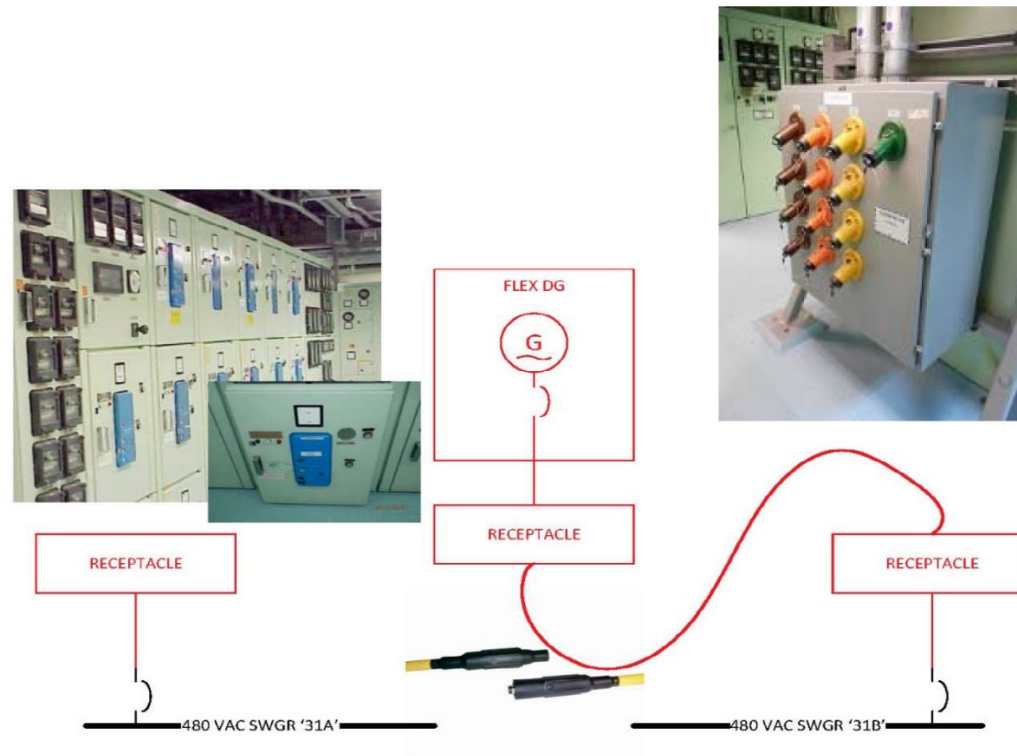 FLEX DG
G
RECEPTACLE
RECEPTACLE
RECEPTACLE
480 VAC SWGR '31A'
480 VAC SWGR '31B'